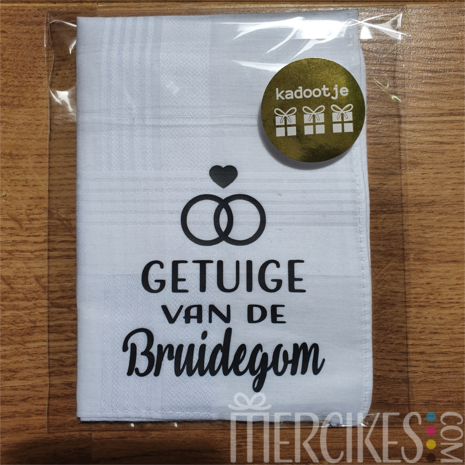 kadootje
GETUIGE
VAN DE
Bruidegom
MERCIKES.COM